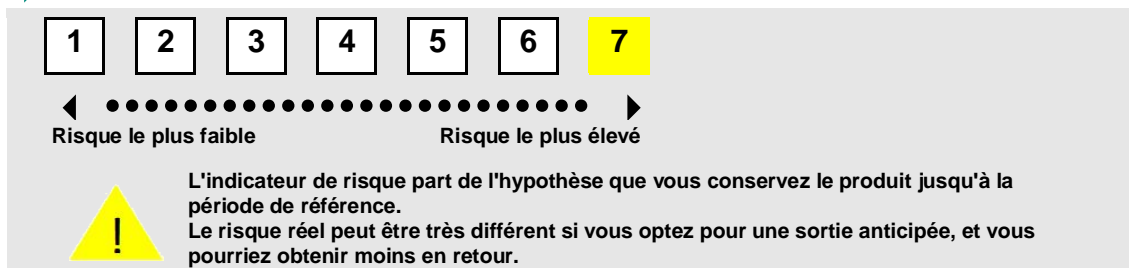 1 2 3 4 5 6 7
Risque le plus faible Risque le plus élevé
L'indicateur de risque part de l'hypothèse que vous conservez le produit jusqu'à la
période de référence.
Le risque réel peut être très différent si vous optez pour une sortie anticipée, et vous
pourriez obtenir moins en retour.
!